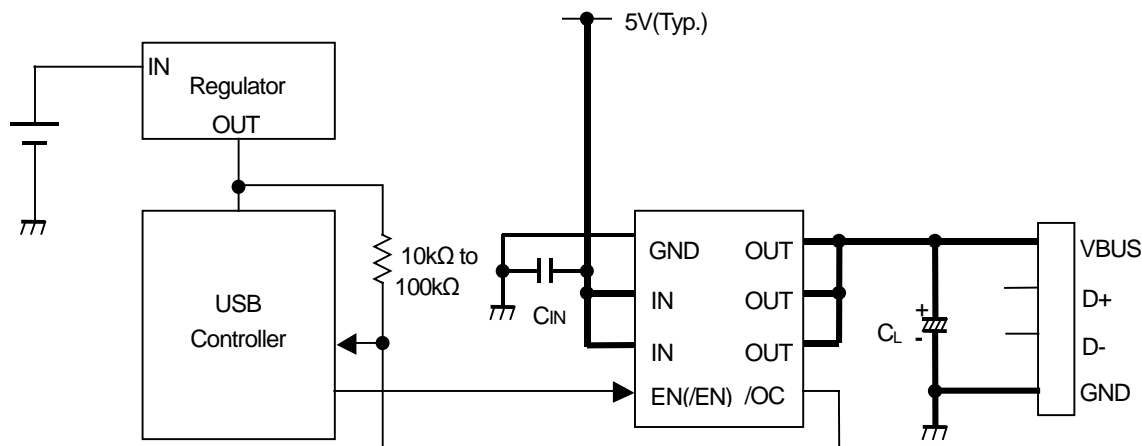 5V(Typ.)
IN
Regulator
OUT
10kΩ to
100kΩ
USB
Controller
CIN
GND OUT
IN OUT
IN OUT
EN(/EN) /OC
+
CL
-
VBUS
D+
D-
GND